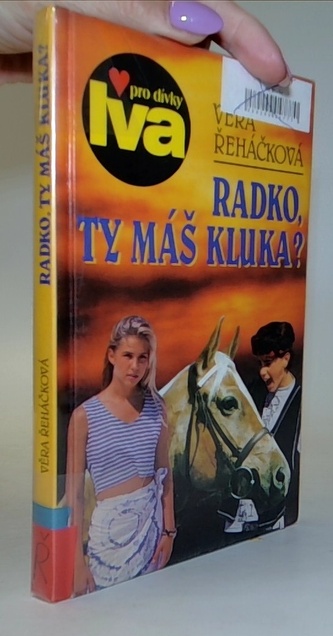 pro dívky
Iva
VĚRA
ŘEHÁČKOVÁ
RADKO,
TY MÁŠ KLUKA?
RADKO, TY MÁŠ KLUKA?
VĚRA ŘEHÁČKOVÁ